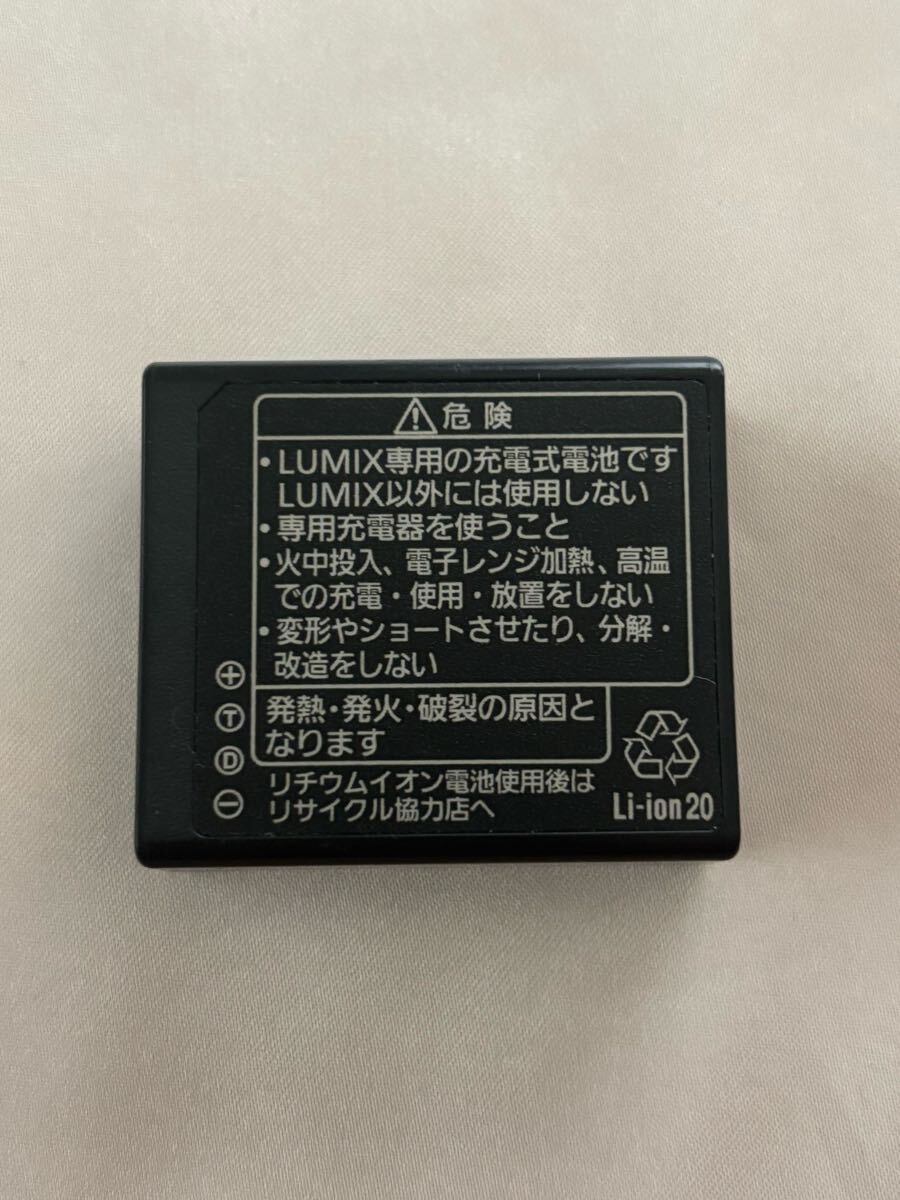 ⚠危険
・LUMIX専用の充電式電池です
LUMIX以外には使用しない
・専用充電器を使うこと
・火中投入、電子レンジ加熱、高温
での充電・使用・放置をしない
・変形やショートさせたり、分解・
改造をしない
発熱・発火・破裂の原因と
なります
リチウムイオン電池使用後は
リサイクル協力店へ
⊕
Ⓣ
Ⓓ
⊖
Li-ion20